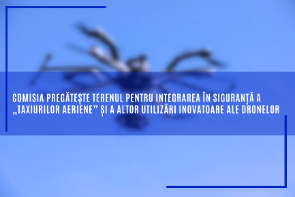 COMISIA PREGĂTEȘTE TERENUL PENTRU INTEGRAREA ÎN SIGURANȚĂ A
„TAXIURILOR AERIENE” ȘI A ALTOR UTILIZĂRI INOVATOARE ALE DRONELOR